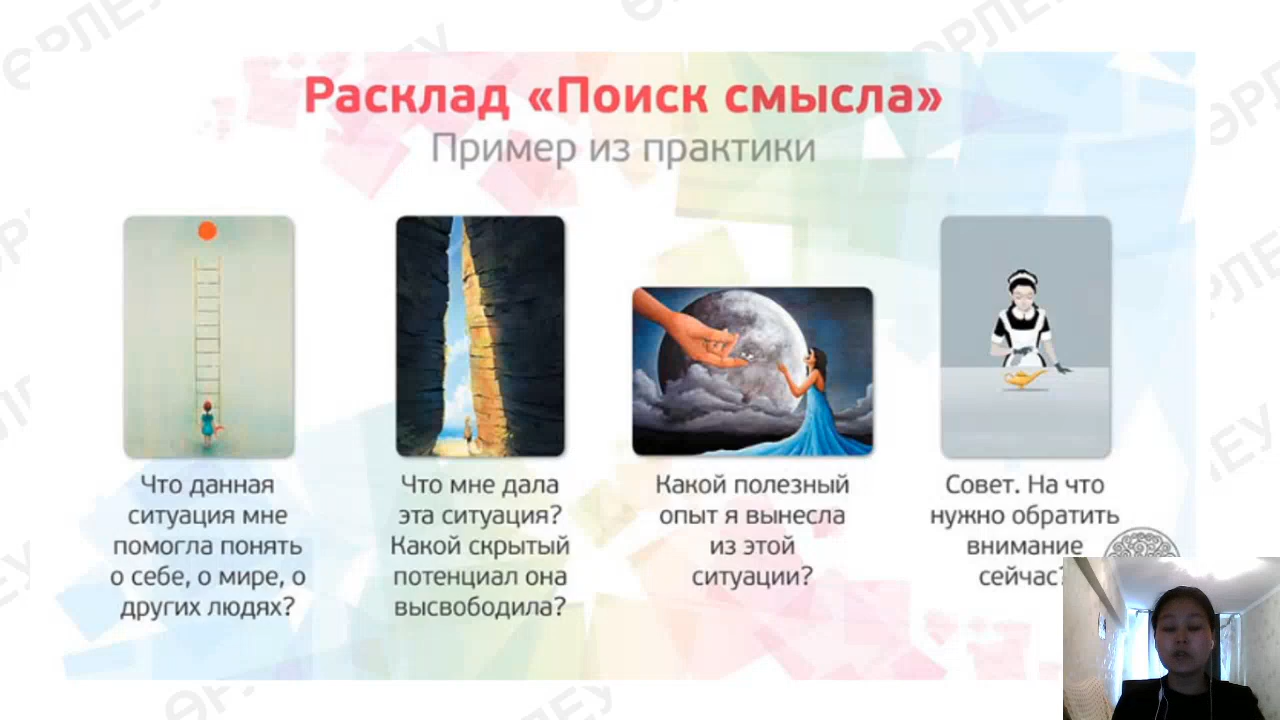 Расклад «Поиск смысла»
Пример из практики
Что данная
ситуация мне
помогла понять
о себе, о мире, о
других людях?
Что мне дала
эта ситуация?
Какой скрытый
потенциал она
высвободила?
Какой полезный
опыт я вынесла
из этой
ситуации?
Совет. На что
нужно обратить
внимание
сейчас?
ӨРЛЕУ